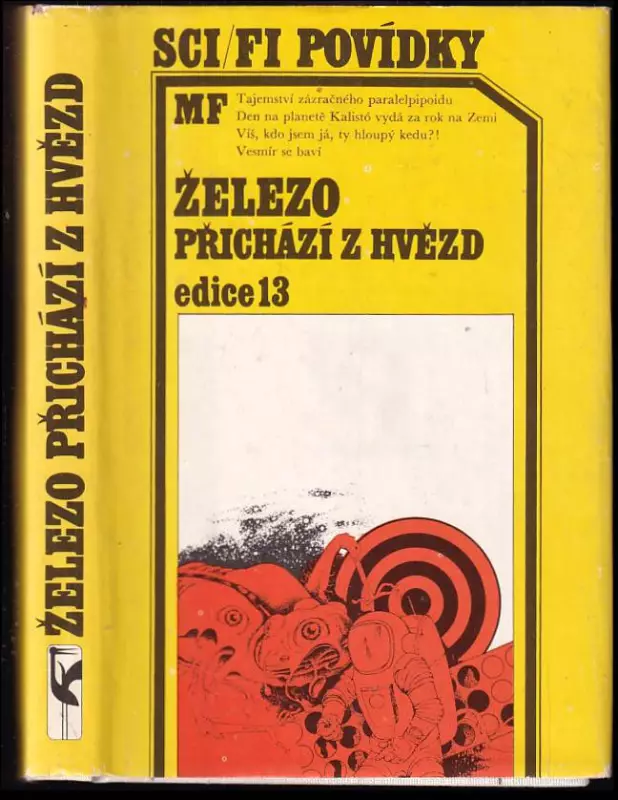 ŽELEZO PŘICHÁZÍ Z HVĚZD
SCI/FI POVÍDKY
MF
Tajemství zázračného paralelpipoidu
Den na planetě Kalistó vydá za rok na Zemi
Víš, kdo jsem já, ty hloupý kedu?!
Vesmír se baví
ŽELEZO
PŘICHÁZÍ Z HVĚZD
edice 13